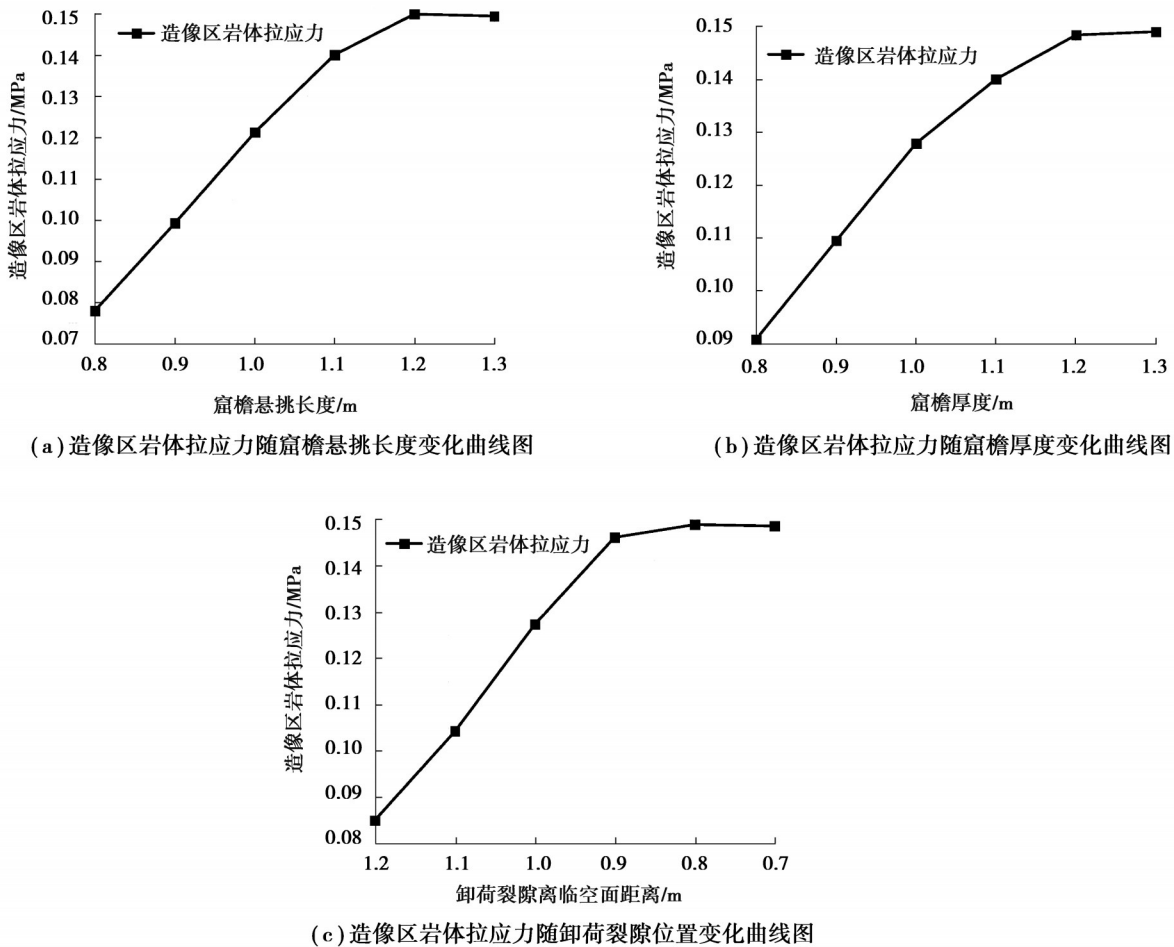 0.15
0.14
0.13
0.12
0.11
0.10
0.09
0.08
0.07
造像区岩体拉应力/MPa
造像区岩体拉应力
0.8 0.9 1.0 1.1 1.2 1.3
窟檐悬挑长度/m
(a)造像区岩体拉应力随窟檐悬挑长度变化曲线图
0.15
0.14
0.13
0.12
0.11
0.10
0.09
造像区岩体拉应力/MPa
造像区岩体拉应力
0.8 0.9 1.0 1.1 1.2 1.3
窟檐厚度/m
(b)造像区岩体拉应力随窟檐厚度变化曲线图
0.15
0.14
0.13
0.12
0.11
0.10
0.09
0.08
造像区岩体拉应力/MPa
造像区岩体拉应力
1.2 1.1 1.0 0.9 0.8 0.7
卸荷裂隙离临空面距离/m
(c)造像区岩体拉应力随卸荷裂隙位置变化曲线图